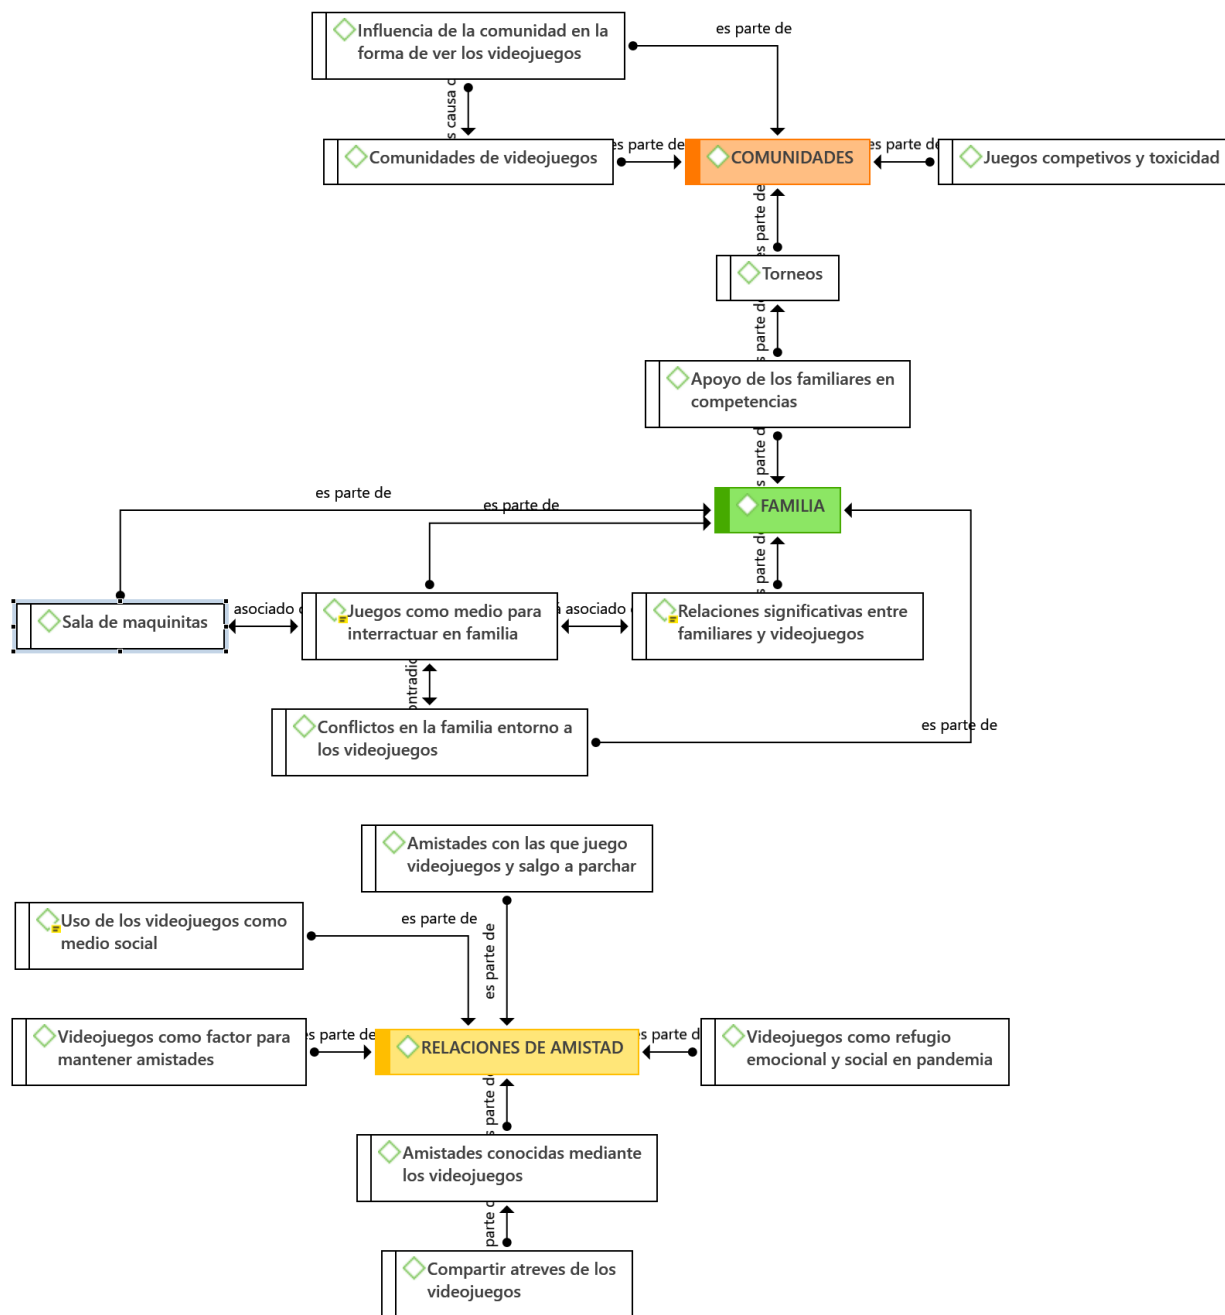 Influencia de la comunidad en la
forma de ver los videojuegos
es parte de
s causa
Comunidades de videojuegos
es parte de
COMUNIDADES
es parte de
Juegos competivos y toxicidad
es parte de
Torneos
es parte de
Apoyo de los familiares en
competencias
s parte d
es parte de
es parte de
FAMILIA
s parte de
Sala de maquinitas
asociado
Juegos como medio para
interractuar en familia
asociado
Relaciones significativas entre
familiares y videojuegos
ontradic
Conflictos en la familia entorno a
los videojuegos
es parte de
Amistades con las que juego
videojuegos y salgo a parchar
Uso de los videojuegos como
medio social
es parte de
es parte de
Videojuegos como factor para
mantener amistades
es parte de
RELACIONES DE AMISTAD
es parte d
Videojuegos como refugio
emocional y social en pandemia
s parte de
Amistades conocidas mediante
los videojuegos
parte
Compartir atreves de los
videojuegos